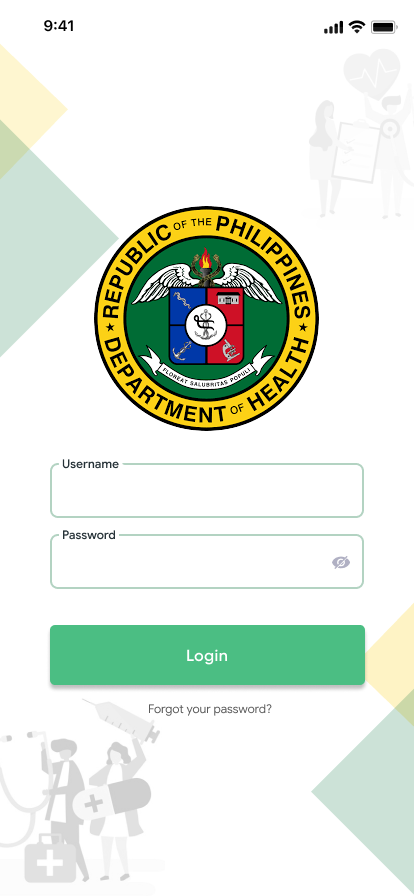 9:41
REPUBLIC OF THE PHILIPPINES
FLOREAT SALUBRITAS POPULI
DEPARTMENT OF HEALTH
Username
Password
Login
Forgot your password?